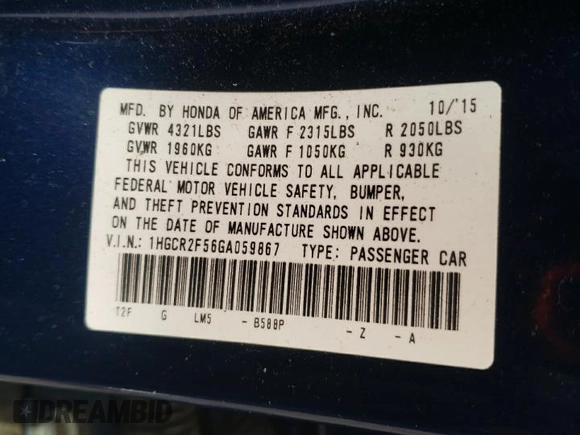 MFD. BY HONDA OF AMERICA MFG., INC. 10/'15
GVWR 4321LBS GAWR F 2315LBS R 2050LBS
GVWR 1960KG GAWR F 1050KG R 930KG
THIS VEHICLE CONFORMS TO ALL APPLICABLE
FEDERAL MOTOR VEHICLE SAFETY, BUMPER,
AND THEFT PREVENTION STANDARDS IN EFFECT
ON THE DATE OF MANUFACTURE SHOWN ABOVE.
V.I.N.: 1HGCR2F56GA059867 TYPE: PASSENGER CAR
T2F G LM5 - B588P - Z - A
DREAMBID